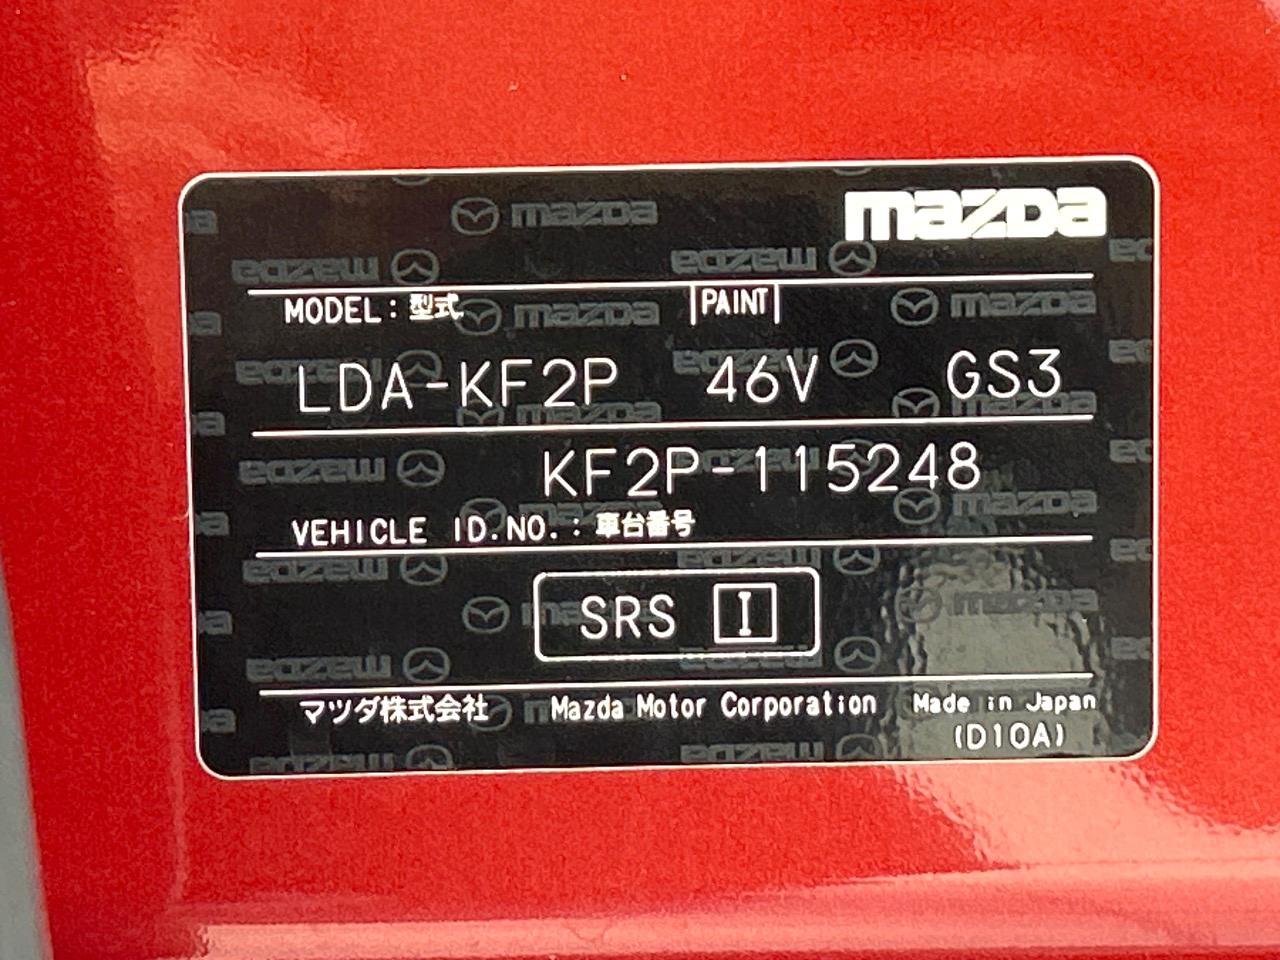 mazda
MODEL : 型式 PAINT
LDA-KF2P 46V GS3
KF2P-115248
VEHICLE ID.NO. : 車台番号
SRS I
マツダ株式会社 Mazda Motor Corporation Made in Japan
(D10A)